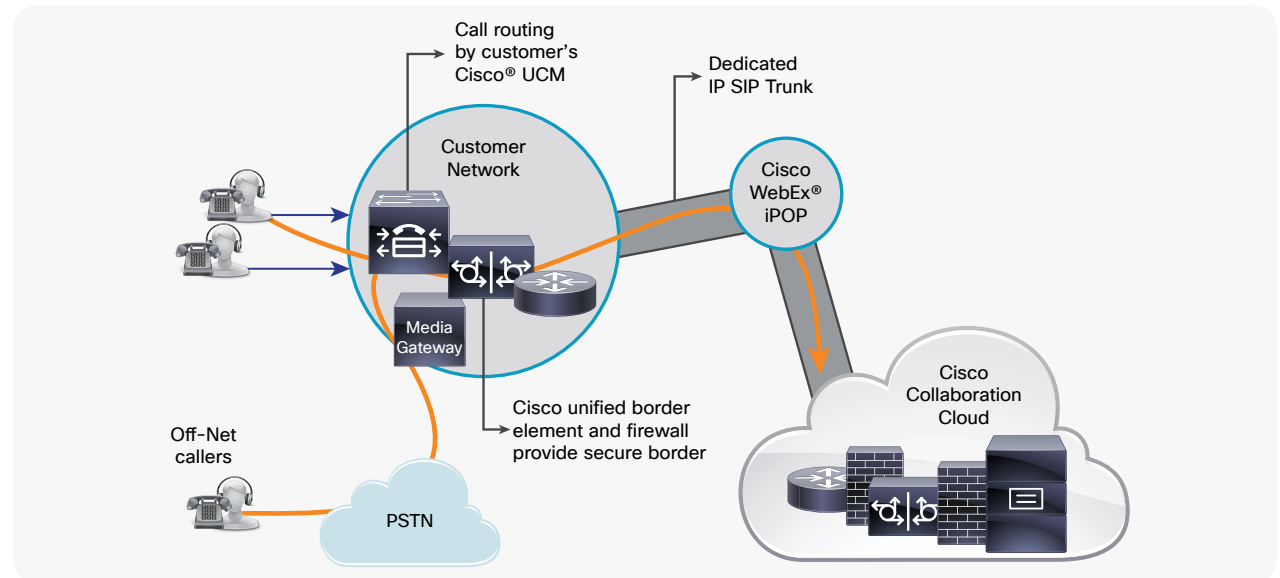 Call routing
by customer's
Cisco® UCM
Dedicated
IP SIP Trunk
Customer
Network
Cisco
WebEx®
iPOP
Media
Gateway
Cisco
Collaboration
Cloud
Cisco unified border
element and firewall
provide secure border
Off-Net
callers
PSTN